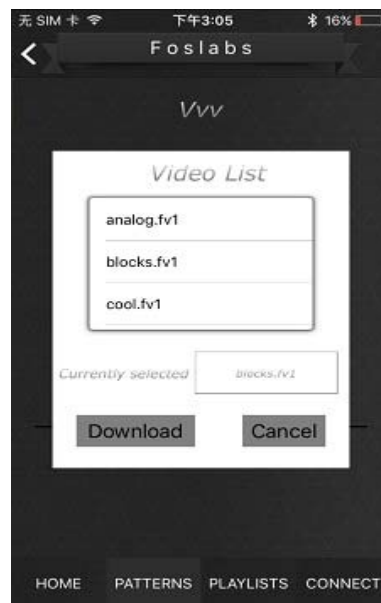 无 SIM 卡 下午3:05 16%
Foslabs
Vvv
Video List
analog.fv1
blocks.fv1
cool.fv1
Currently selected blocks.fv1
Download Cancel
HOME PATTERNS PLAYLISTS CONNECT